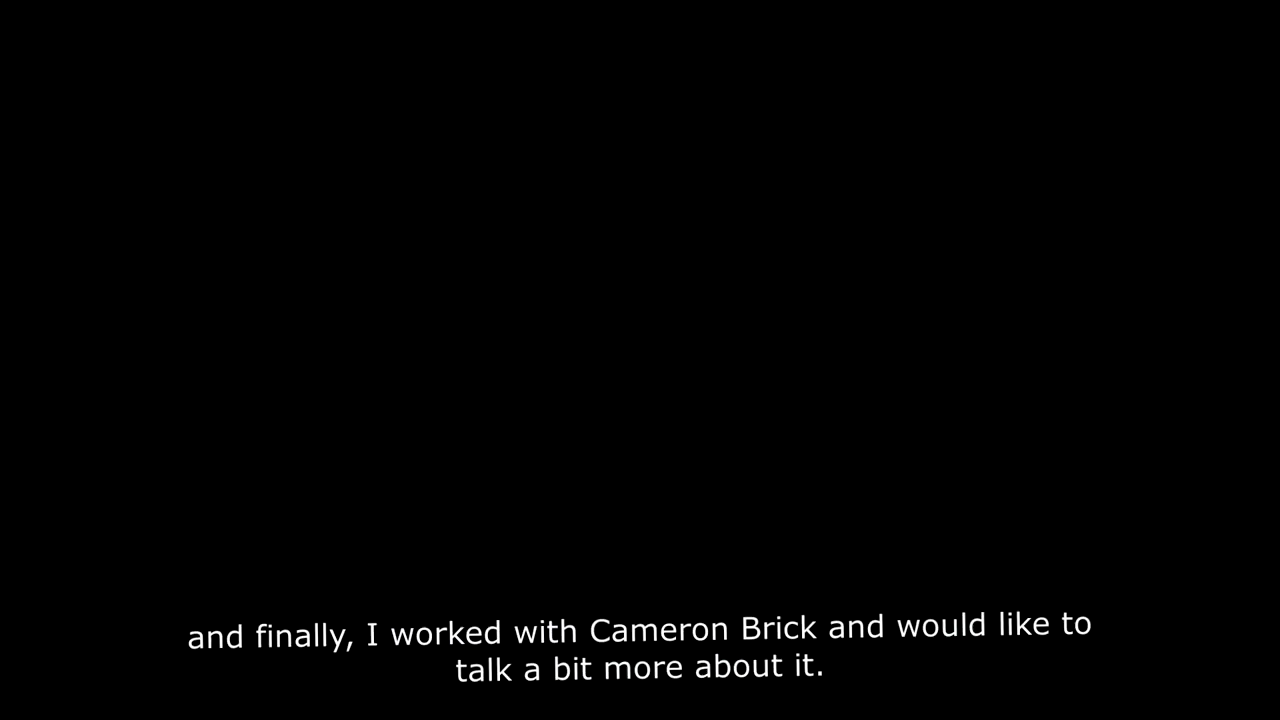 and finally, I worked with Cameron Brick and would like to
talk a bit more about it.